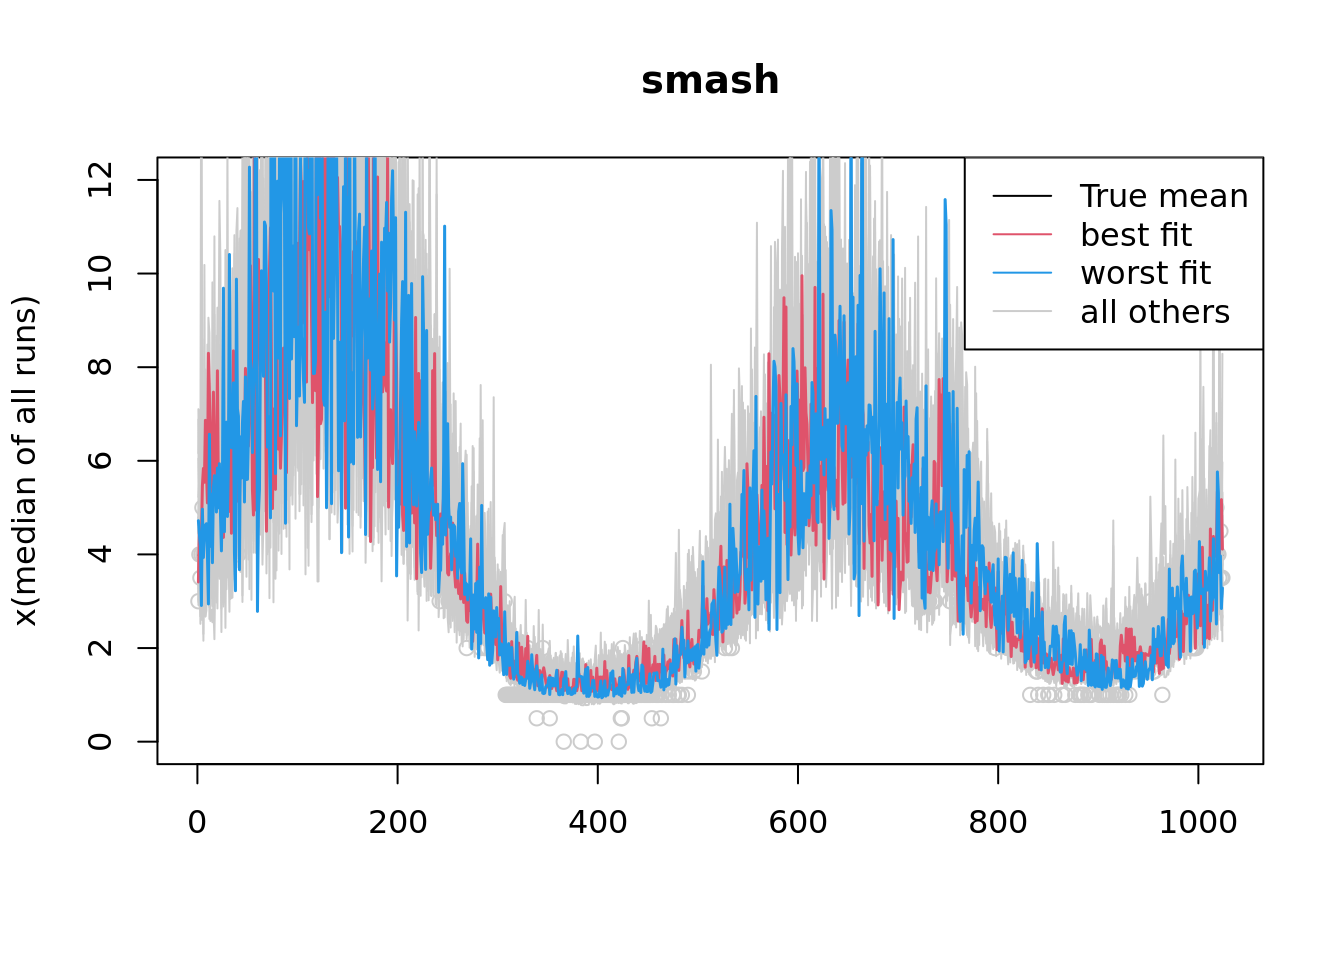 smash
x(median of all runs)
12
10
8
6
4
2
0
0 200 400 600 800 1000
True mean
best fit
worst fit
all others